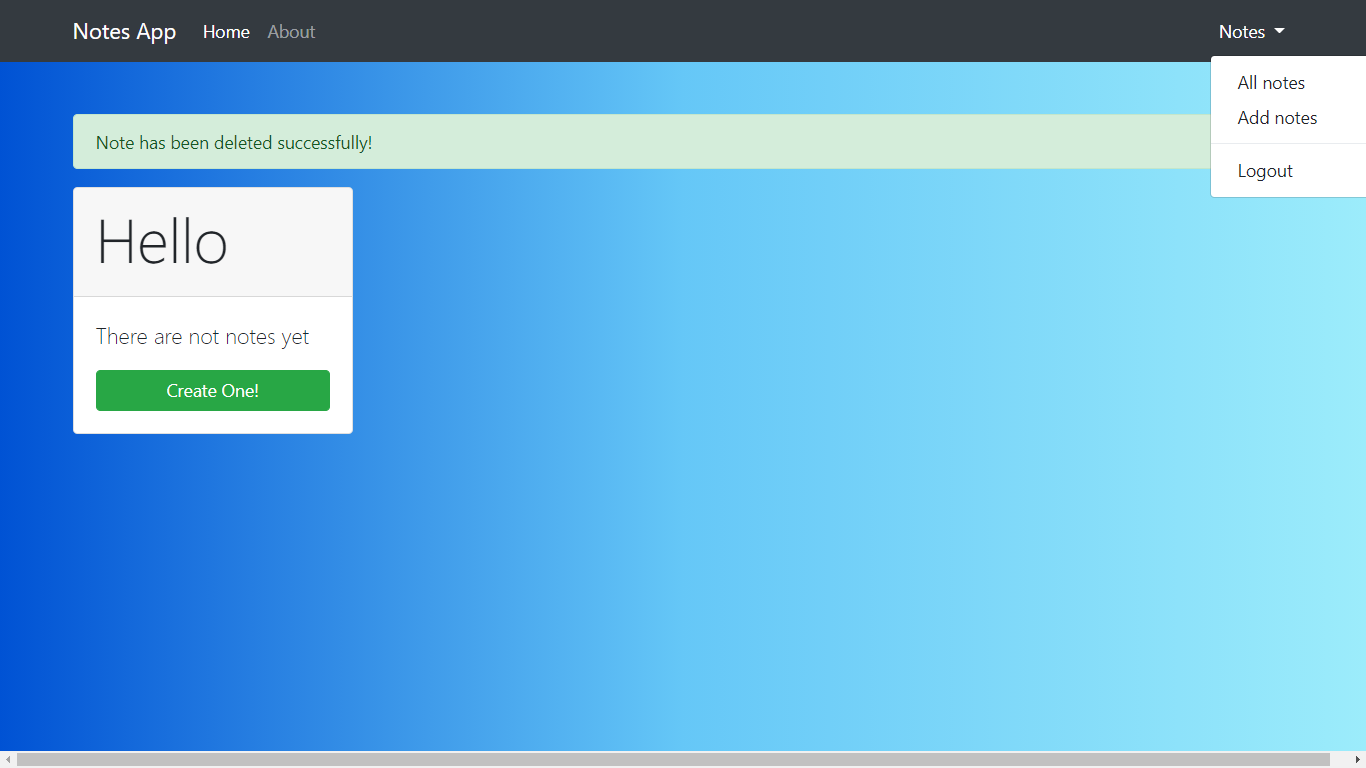 Notes App Home About Notes
All notes
Add notes
Logout
Note has been deleted successfully!
Hello
There are not notes yet
Create One!